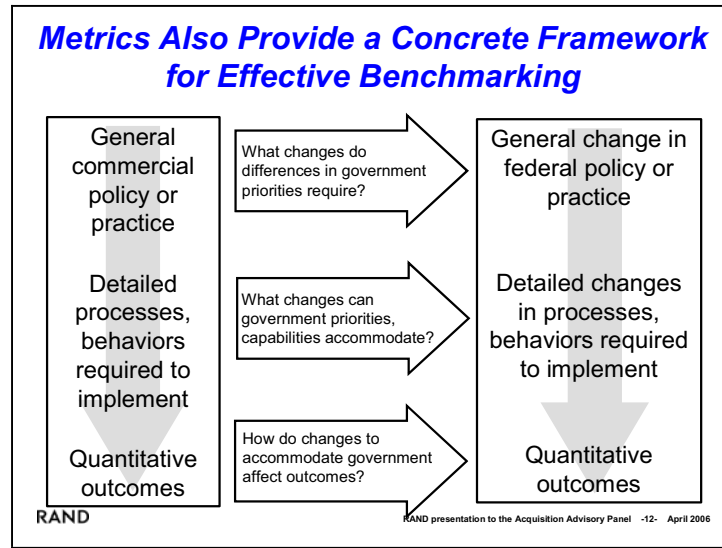 Metrics Also Provide a Concrete Framework
for Effective Benchmarking
General
commercial
policy or
practice
Detailed
processes,
behaviors
required to
implement
Quantitative
outcomes
What changes do
differences in government
priorities require?
What changes can
government priorities,
capabilities accommodate?
How do changes to
accommodate government
affect outcomes?
General change in
federal policy or
practice
Detailed changes
in processes,
behaviors required
to implement
Quantitative
outcomes
RAND
RAND presentation to the Acquisition Advisory Panel -12- April 2006